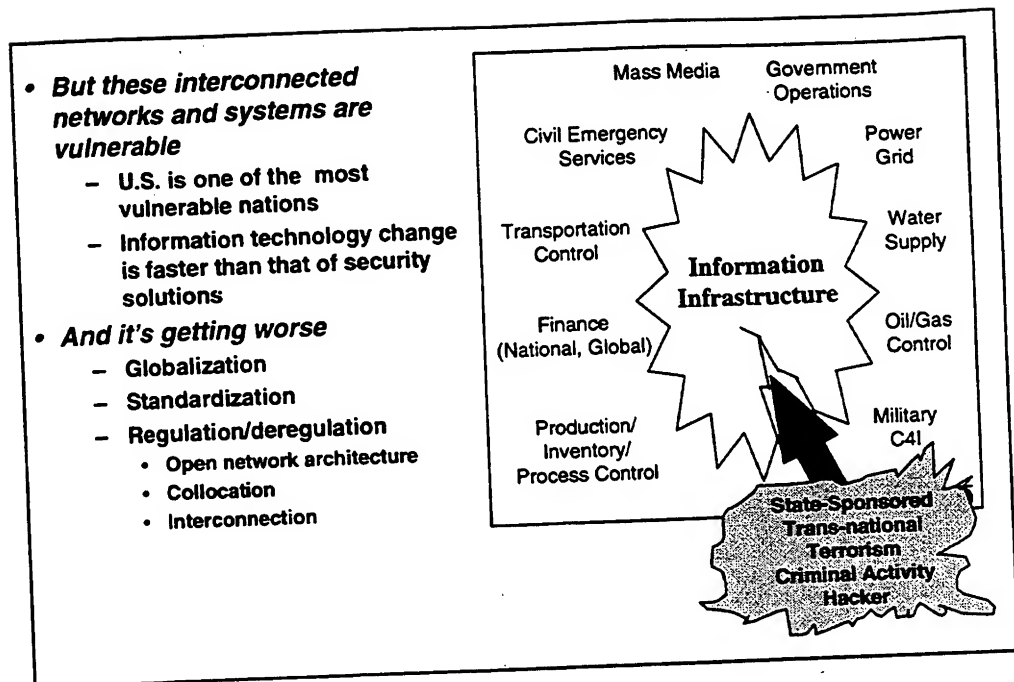 • But these interconnected
networks and systems are
vulnerable
– U.S. is one of the most
vulnerable nations
– Information technology change
is faster than that of security
solutions
• And it's getting worse
– Globalization
– Standardization
– Regulation/deregulation
• Open network architecture
• Collocation
• Interconnection
Mass Media
Government
Operations
Civil Emergency
Services
Power
Grid
Transportation
Control
Water
Supply
Information
Infrastructure
Finance
(National, Global)
Oil/Gas
Control
Production/
Inventory/
Process Control
Military
C4I
State-Sponsored
Trans-national
Terrorism
Criminal Activity
Hacker